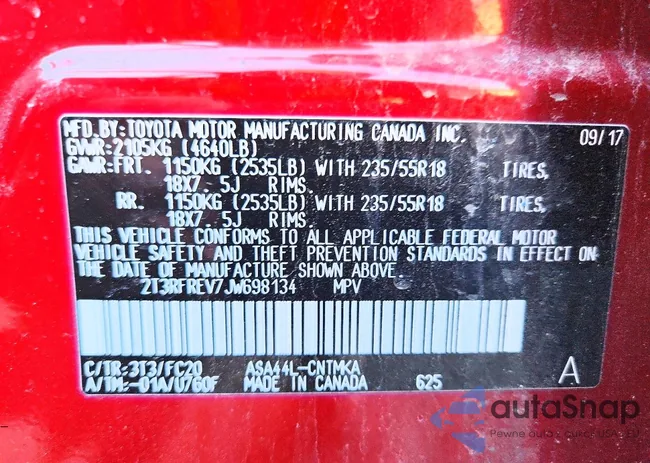 MFD.BY: TOYOTA MOTOR MANUFACTURING CANADA INC. 09/17
GVWR: 2105KG (4640LB)
GAWR: FRT. 1150KG (2535LB) WITH 235/55R18 TIRES,
18X7.5J RIMS.
RR. 1150KG (2535LB) WITH 235/55R18 TIRES,
18X7.5J RIMS.
THIS VEHICLE CONFORMS TO ALL APPLICABLE FEDERAL MOTOR
VEHICLE SAFETY AND THEFT PREVENTION STANDARDS IN EFFECT ON
THE DATE OF MANUFACTURE SHOWN ABOVE.
2T3RFREV7JW698134 MPV
C/TR: 3T3/FC20 ASA44L-CNTMKA A
A/TM: -01A/U760F MADE IN CANADA 625
autaSnap